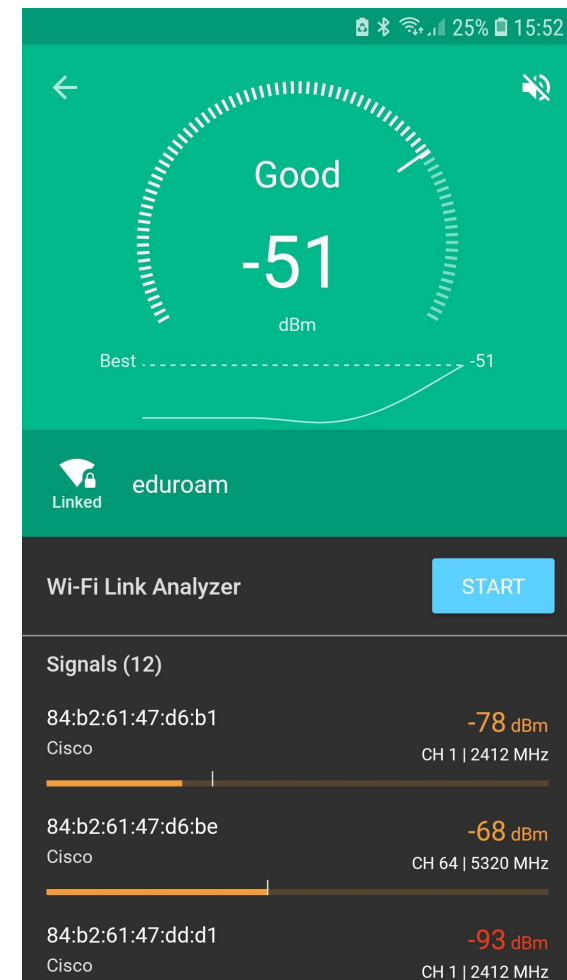 25% 15:52
Good
-51
dBm
Best -51
Linked eduroam
Wi-Fi Link Analyzer START
Signals (12)
84:b2:61:47:d6:b1 -78 dBm
Cisco CH 1 | 2412 MHz
84:b2:61:47:d6:be -68 dBm
Cisco CH 64 | 5320 MHz
84:b2:61:47:dd:d1 -93 dBm
Cisco CH 1 | 2412 MHz